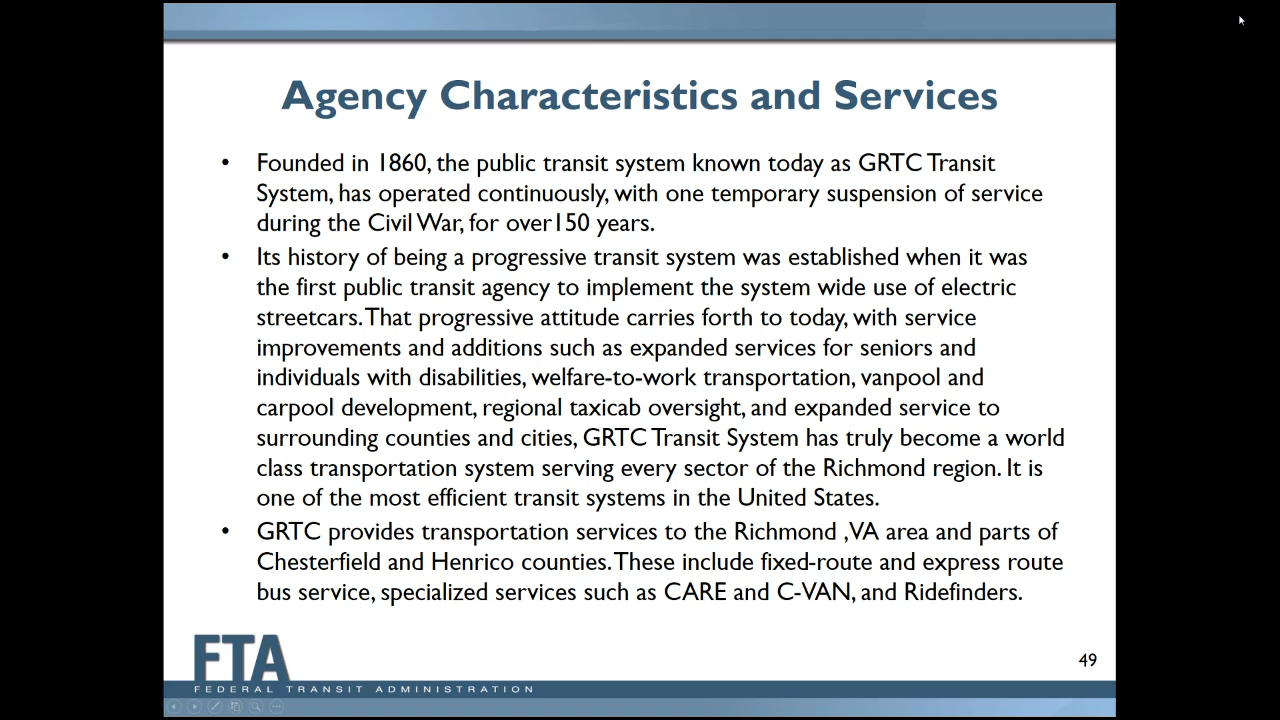 Agency Characteristics and Services
• Founded in 1860, the public transit system known today as GRTC Transit
System, has operated continuously, with one temporary suspension of service
during the Civil War, for over150 years.
• Its history of being a progressive transit system was established when it was
the first public transit agency to implement the system wide use of electric
streetcars. That progressive attitude carries forth to today, with service
improvements and additions such as expanded services for seniors and
individuals with disabilities, welfare-to-work transportation, vanpool and
carpool development, regional taxicab oversight, and expanded service to
surrounding counties and cities, GRTC Transit System has truly become a world
class transportation system serving every sector of the Richmond region. It is
one of the most efficient transit systems in the United States.
• GRTC provides transportation services to the Richmond ,VA area and parts of
Chesterfield and Henrico counties. These include fixed-route and express route
bus service, specialized services such as CARE and C-VAN, and Ridefinders.
FTA
FEDERAL TRANSIT ADMINISTRATION
49